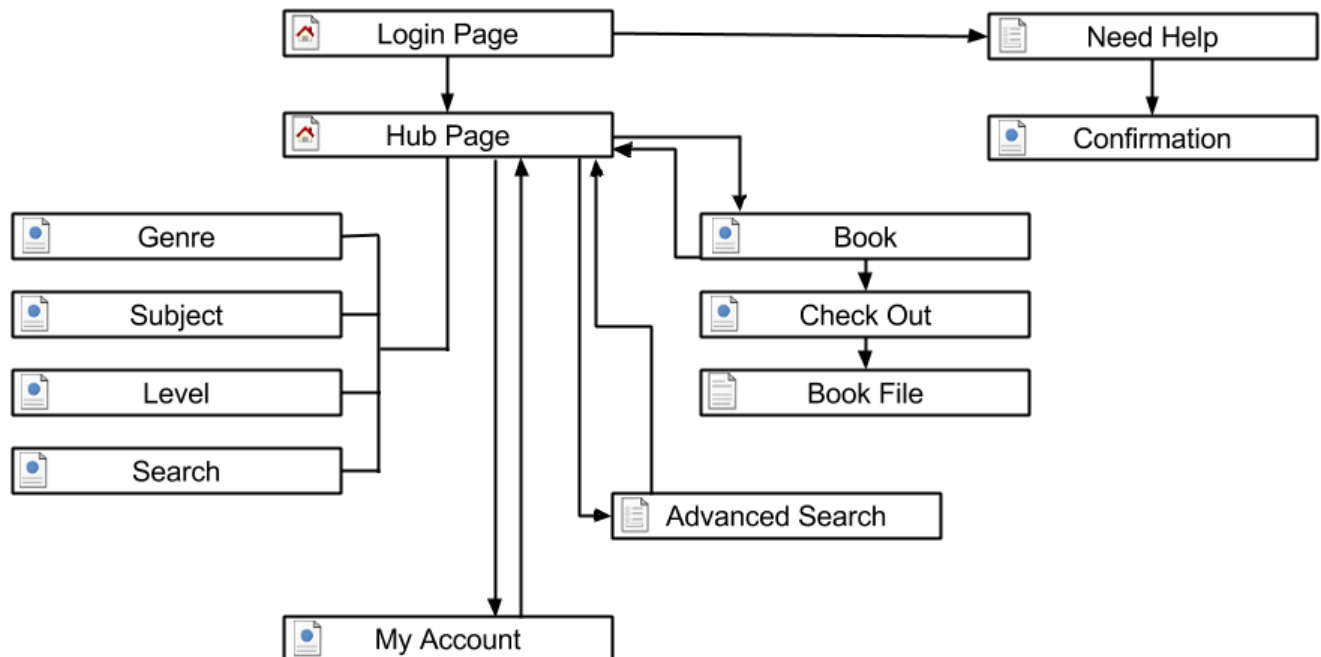 Login Page
Need Help
Hub Page
Confirmation
Genre
Book
Subject
Check Out
Level
Book File
Search
Advanced Search
My Account